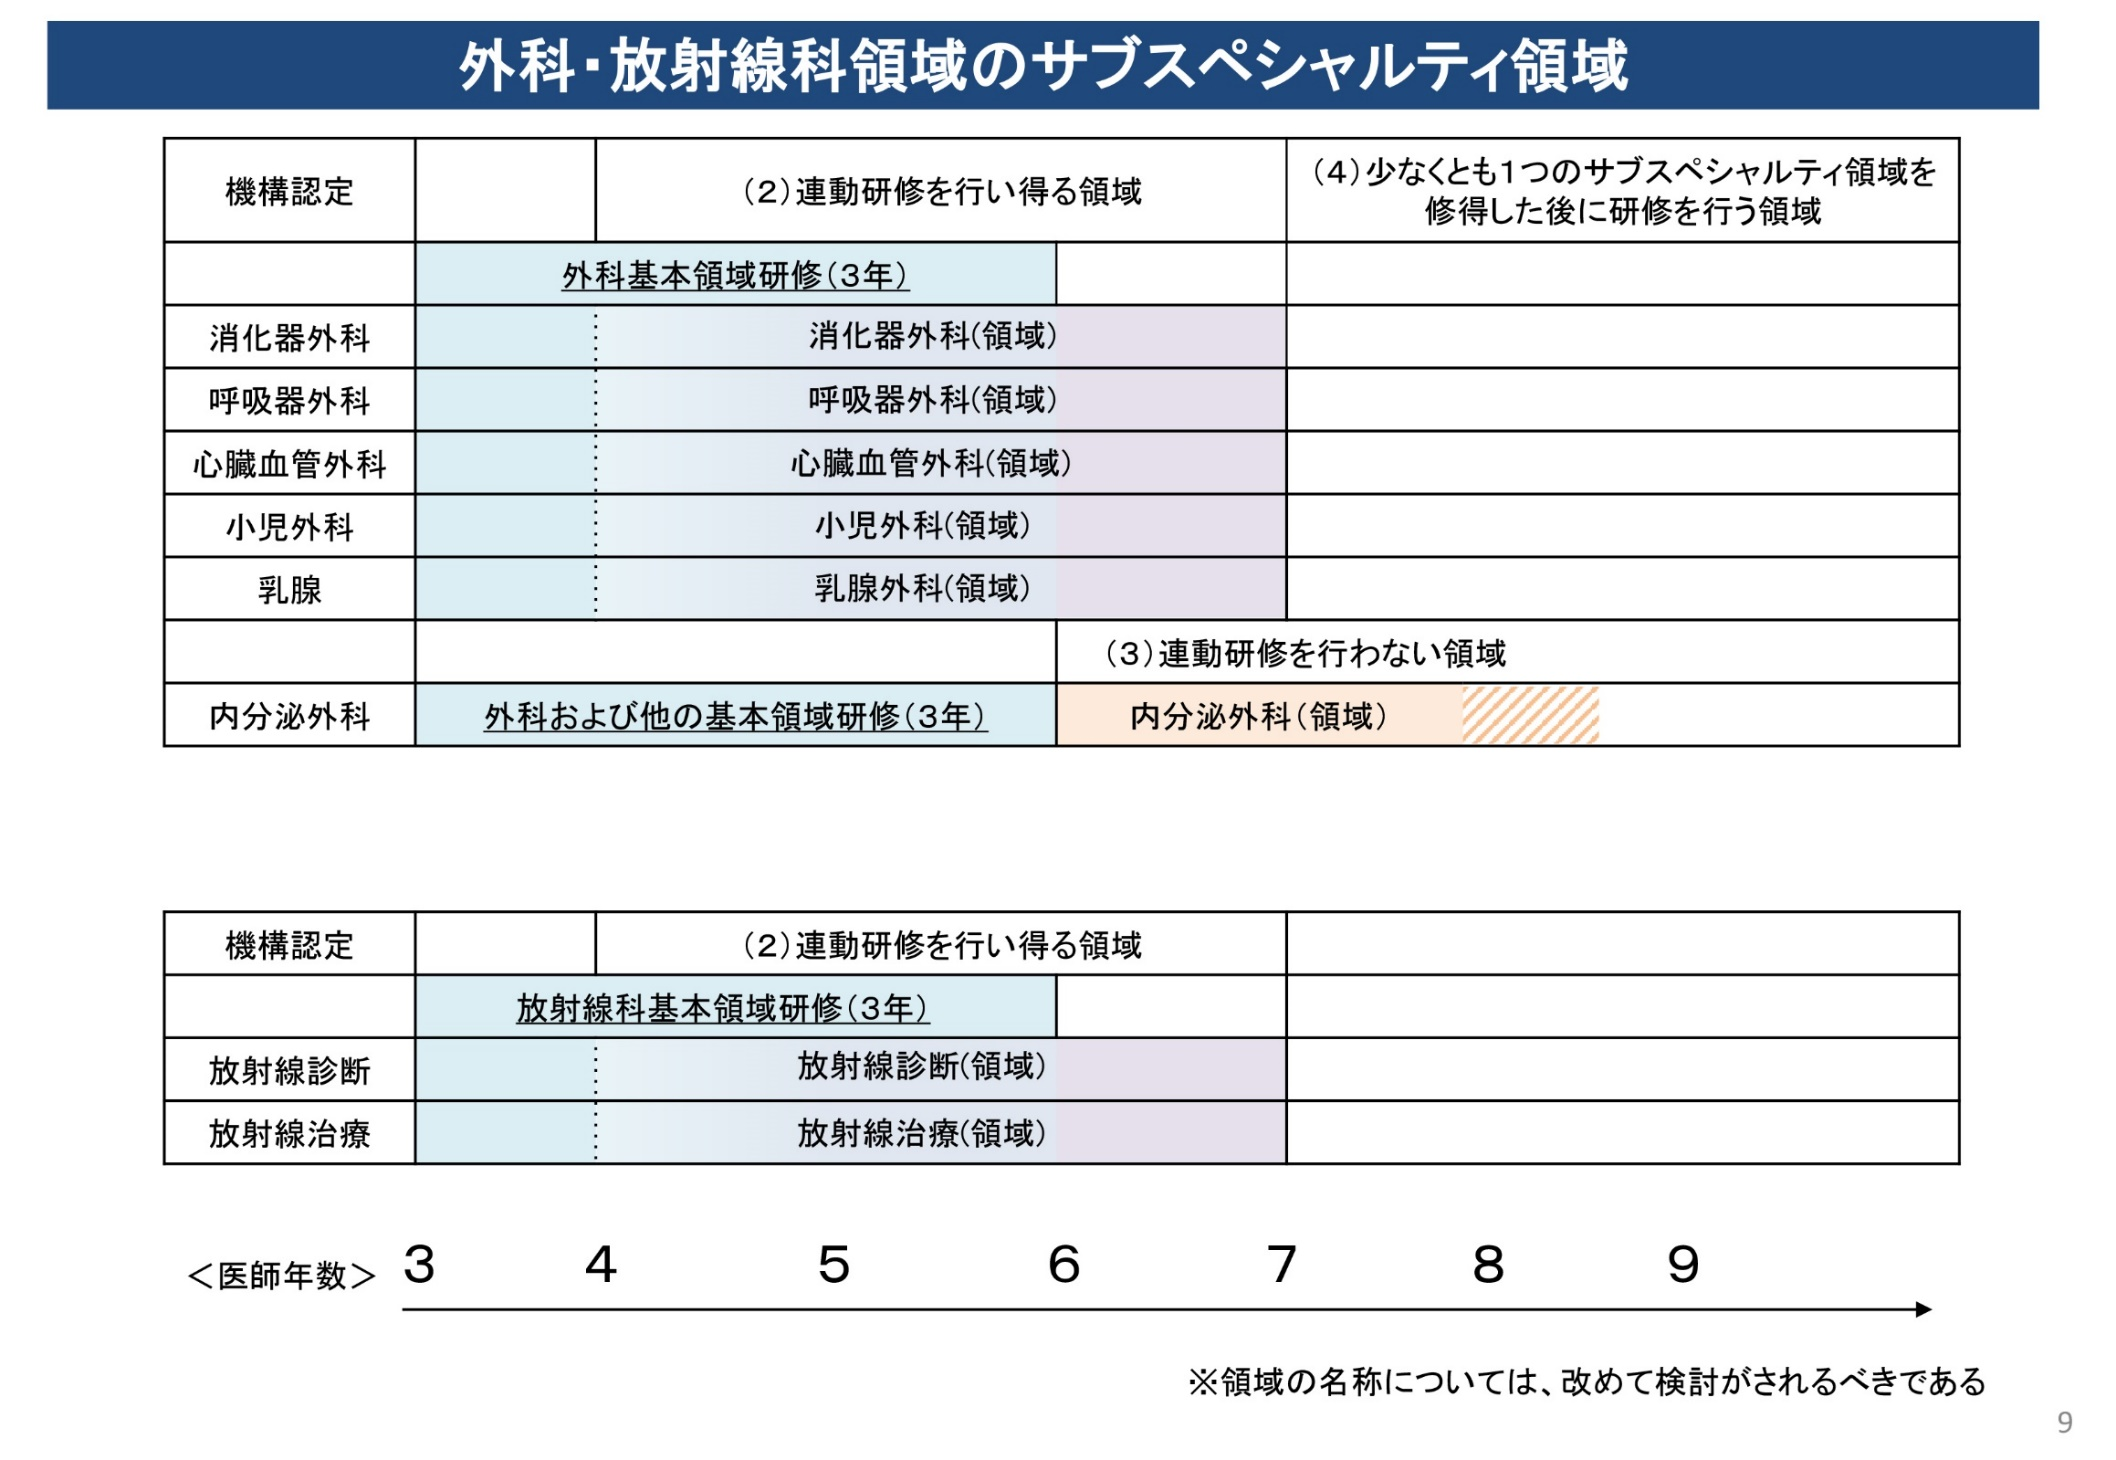 外科・放射線科領域のサブスペシャルティ領域
機構認定
（２）連動研修を行い得る領域
（４）少なくとも１つのサブスペシャルティ領域を
修得した後に研修を行う領域
外科基本領域研修（３年）
消化器外科
消化器外科(領域）
呼吸器外科
呼吸器外科(領域）
心臓血管外科
心臓血管外科(領域）
小児外科
小児外科(領域）
乳腺
乳腺外科(領域）
（３）連動研修を行わない領域
内分泌外科
外科および他の基本領域研修（３年）
内分泌外科（領域）
機構認定
（２）連動研修を行い得る領域
放射線科基本領域研修（３年）
放射線診断
放射線診断(領域）
放射線治療
放射線治療(領域）
＜医師年数＞ 3 4 5 6 7 8 9
※領域の名称については、改めて検討がされるべきである
9